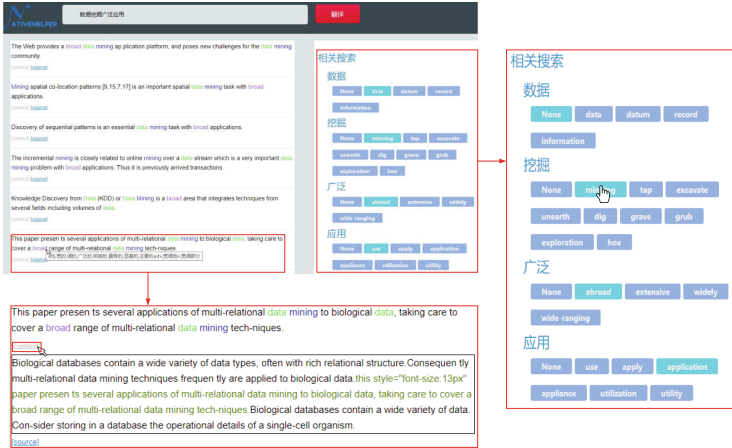 NATIVEHELPER
数据挖掘广泛应用
翻译
The Web provides a broad data mining ap plication platform, and poses new challenges for the data mining
community.
[context] [source]
Mining spatial co-location patterns [9,15,7,17] is an important spatial data mining task with broad
applications.
[context] [source]
Discovery of sequential patterns is an essential data mining task with broad applications.
[context] [source]
The incremental mining is closely related to online mining over a data stream which is a very important data
mining problem with broad applications. Thus it is previously arrived transactions.
[context] [source]
Knowledge Discovery from Data (KDD) or Data Mining is a broad area that integrates techniques from
several fields including volumes of data.
[context] [source]
This paper presen ts several applications of multi-relational data mining to biological data, taking care to
cover a broad range of multi-relational data mining tech-niques.
[context] [source]
相关搜索
数据
None data datum record
information
挖掘
None minning tap excavate
unearth dig grave grub
exploration hoe
广泛
None abroad extensive widely
wide-ranging
应用
None use apply application
appliance utilization utility
相关搜索
数据
None data datum record
information
挖掘
None tap excavate
unearth dig grave grub
exploration hoe
广泛
None abroad extensive widely
wide-ranging
应用
None use apply application
appliance utilization utility
This paper presen ts several applications of multi-relational data mining to biological data, taking care to
cover a broad range of multi-relational data mining tech-niques.
[context]
Biological databases contain a wide variety of data types, often with rich relational structure.Consequen tly
multi-relational data mining techniques frequen tly are applied to biological data.this style="font-size:13px"
paper presen ts several applications of multi-relational data mining to biological data, taking care to cover a
broad range of multi-relational data mining tech-niques.Biological databases contain a wide variety of data.
Con-sider storing in a database the operational details of a single-cell organism.
[source]